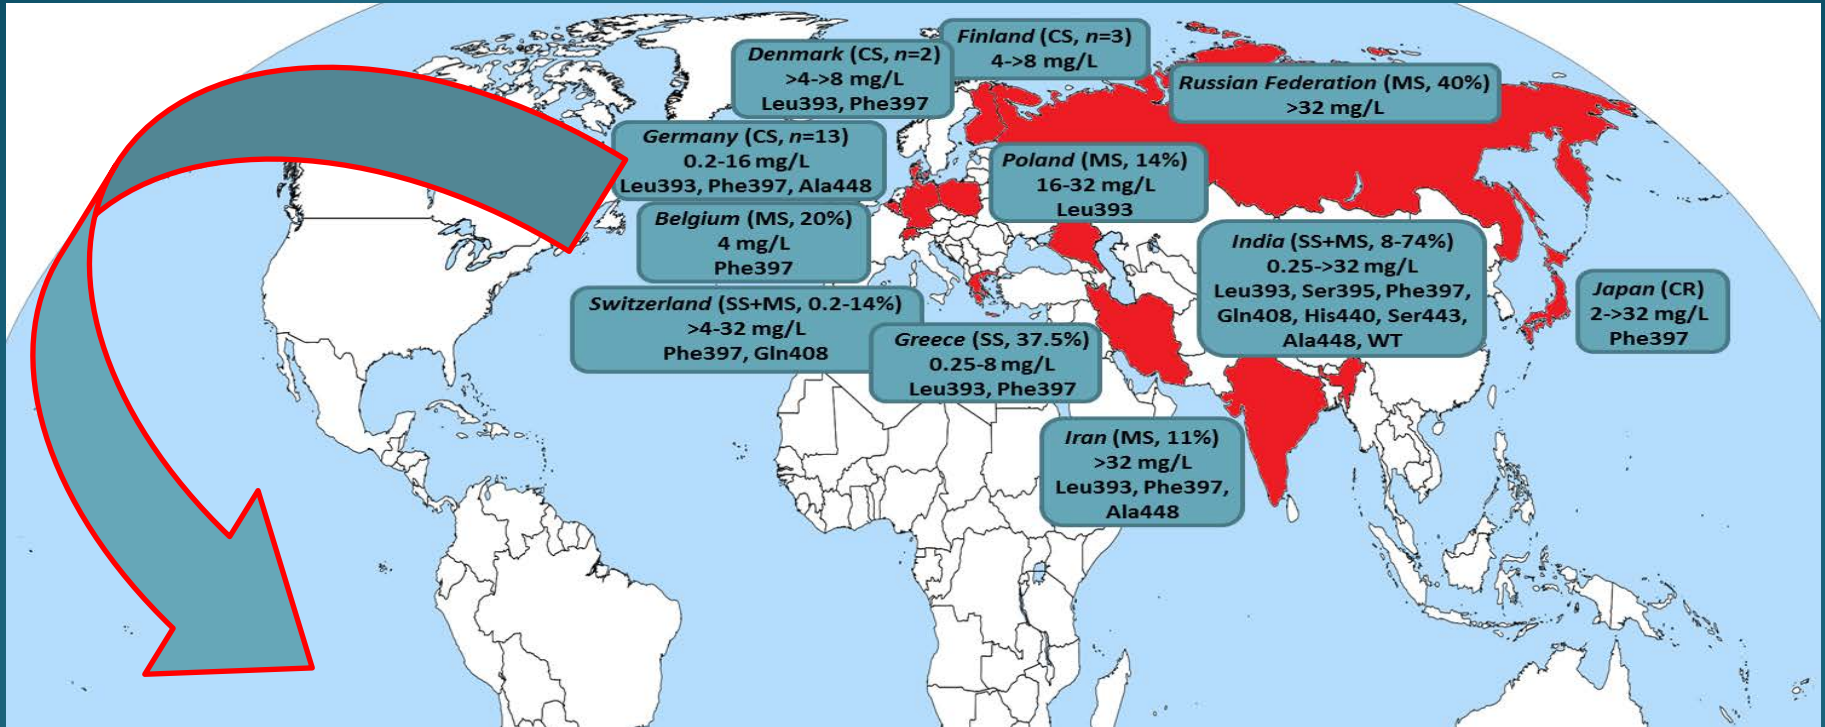 Finland (CS, n=3)
4->8 mg/L
Denmark (CS, n=2)
>4->8 mg/L
Leu393, Phe397
Russian Federation (MS, 40%)
>32 mg/L
Germany (CS, n=13)
0.2-16 mg/L
Leu393, Phe397, Ala448
Poland (MS, 14%)
16-32 mg/L
Leu393
Belgium (MS, 20%)
4 mg/L
Phe397
India (SS+MS, 8-74%)
0.25->32 mg/L
Leu393, Ser395, Phe397,
Gln408, His440, Ser443,
Ala448, WT
Japan (CR)
2->32 mg/L
Phe397
Switzerland (SS+MS, 0.2-14%)
>4-32 mg/L
Phe397, Gln408
Greece (SS, 37.5%)
0.25-8 mg/L
Leu393, Phe397
Iran (MS, 11%)
>32 mg/L
Leu393, Phe397,
Ala448